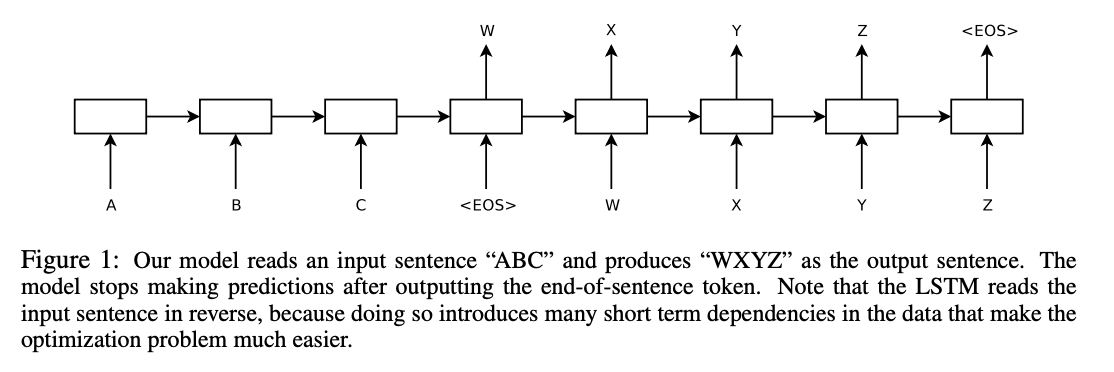 W X Y Z <EOS>
A B C <EOS> W X Y Z
Figure 1: Our model reads an input sentence “ABC” and produces “WXYZ” as the output sentence. The
model stops making predictions after outputting the end-of-sentence token. Note that the LSTM reads the
input sentence in reverse, because doing so introduces many short term dependencies in the data that make the
optimization problem much easier.